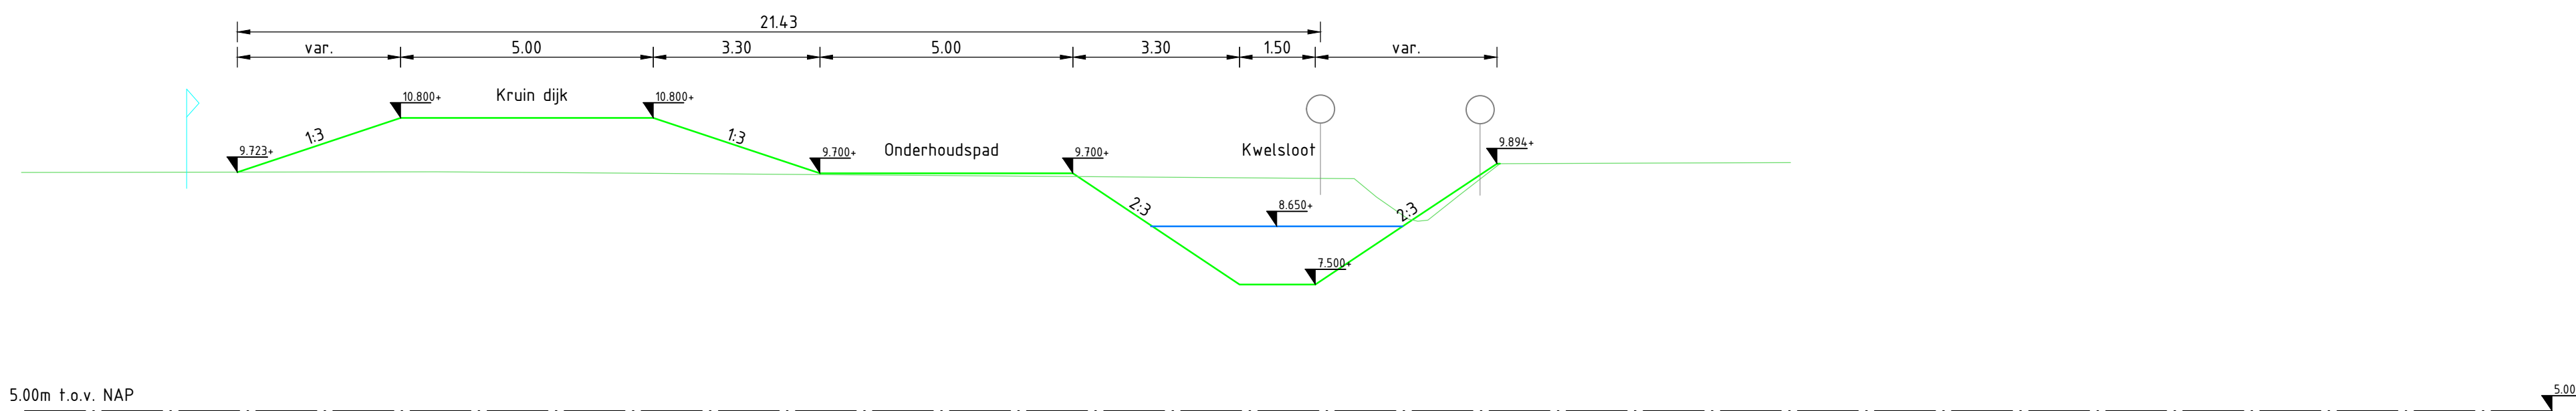 21.43
var. 5.00 3.30 5.00 3.30 1.50 var.
10.800+ Kruin dijk 10.800+
1:3 1:3
9.723+ 9.700+ Onderhoudspad 9.700+ Kwelsloot 9.894+
2:3 8.650+ 2:3
7.500+
5.00m t.o.v. NAP 5.00